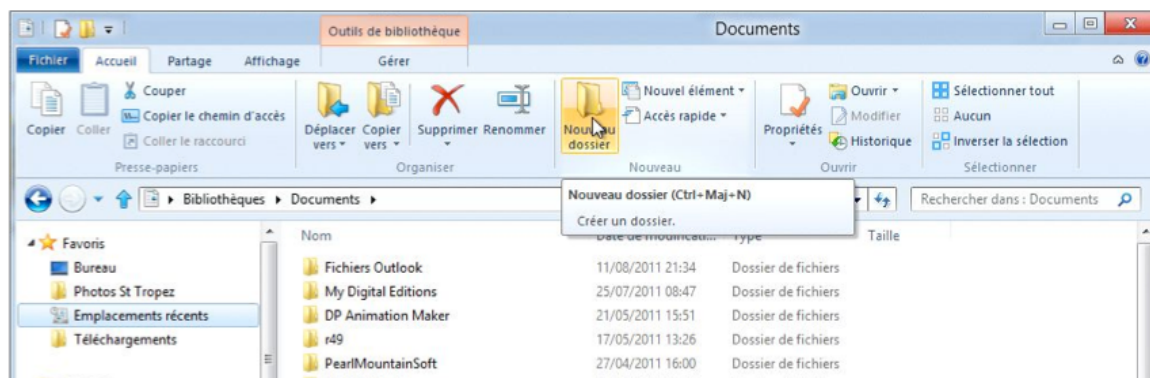 Outils de bibliothèque
Documents
Fichier Accueil Partage Affichage Gérer
Copier
Coller
Couper
Copier le chemin d'accès
Coller le raccourci
Presse-papiers
Déplacer vers
Copier vers
Supprimer
Renommer
Organiser
Nouveau dossier
Nouvel élément
Accès rapide
Nouveau
Propriétés
Ouvrir
Modifier
Historique
Ouvrir
Sélectionner tout
Aucun
Inverser la sélection
Sélectionner
Bibliothèques Documents
Rechercher dans : Documents
Nouveau dossier (Ctrl+Maj+N)
Créer un dossier.
Favoris
Bureau
Photos St Tropez
Emplacements récents
Téléchargements
Nom Date de modificati... Type Taille
Fichiers Outlook 11/08/2011 21:34 Dossier de fichiers
My Digital Editions 25/07/2011 08:47 Dossier de fichiers
DP Animation Maker 21/05/2011 15:51 Dossier de fichiers
r49 17/05/2011 13:26 Dossier de fichiers
PearlMountainSoft 27/04/2011 16:00 Dossier de fichiers